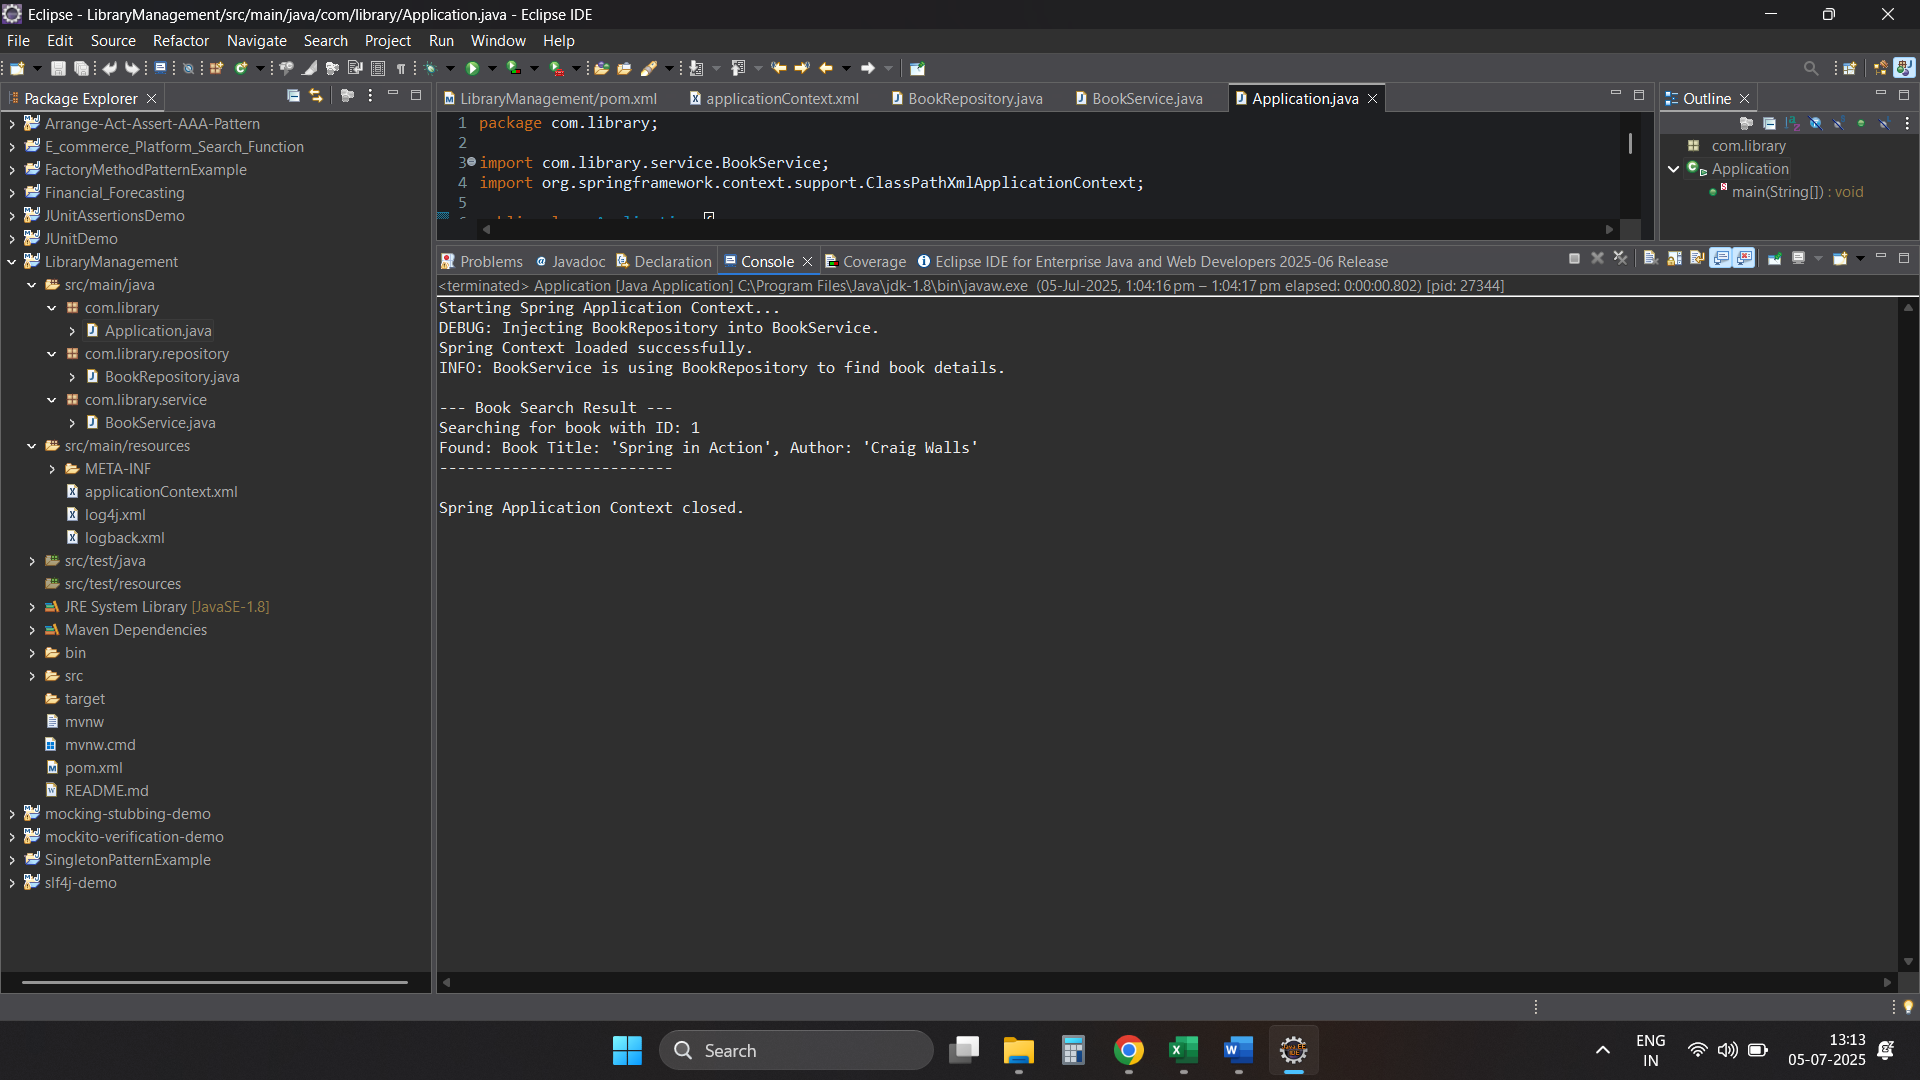 Eclipse - LibraryManagement/src/main/java/com/library/Application.java - Eclipse IDE
File Edit Source Refactor Navigate Search Project Run Window Help
Package Explorer
Arrange-Act-Assert-AAA-Pattern
E_commerce_Platform_Search_Function
FactoryMethodPatternExample
Financial_Forecasting
JUnitAssertionsDemo
JUnitDemo
LibraryManagement
src/main/java
com.library
Application.java
com.library.repository
BookRepository.java
com.library.service
BookService.java
src/main/resources
META-INF
applicationContext.xml
log4j.xml
logback.xml
src/test/java
src/test/resources
JRE System Library [JavaSE-1.8]
Maven Dependencies
bin
src
target
mvnw
mvnw.cmd
pom.xml
README.md
mocking-stubbing-demo
mockito-verification-demo
SingletonPatternExample
slf4j-demo
LibraryManagement/pom.xml applicationContext.xml BookRepository.java BookService.java Application.java
1 package com.library;
2
3 import com.library.service.BookService;
4 import org.springframework.context.support.ClassPathXmlApplicationContext;
5
Outline
com.library
Application
main(String[]) : void
Problems Javadoc Declaration Console Coverage Eclipse IDE for Enterprise Java and Web Developers 2025-06 Release
<terminated> Application [Java Application] C:\Program Files\Java\jdk-1.8\bin\javaw.exe (05-Jul-2025, 1:04:16 pm – 1:04:17 pm elapsed: 0:00:00.802) [pid: 27344]
Starting Spring Application Context...
DEBUG: Injecting BookRepository into BookService.
Spring Context loaded successfully.
INFO: BookService is using BookRepository to find book details.
--- Book Search Result ---
Searching for book with ID: 1
Found: Book Title: 'Spring in Action', Author: 'Craig Walls'
--------------------------
Spring Application Context closed.
Search
ENG
IN
13:13
05-07-2025